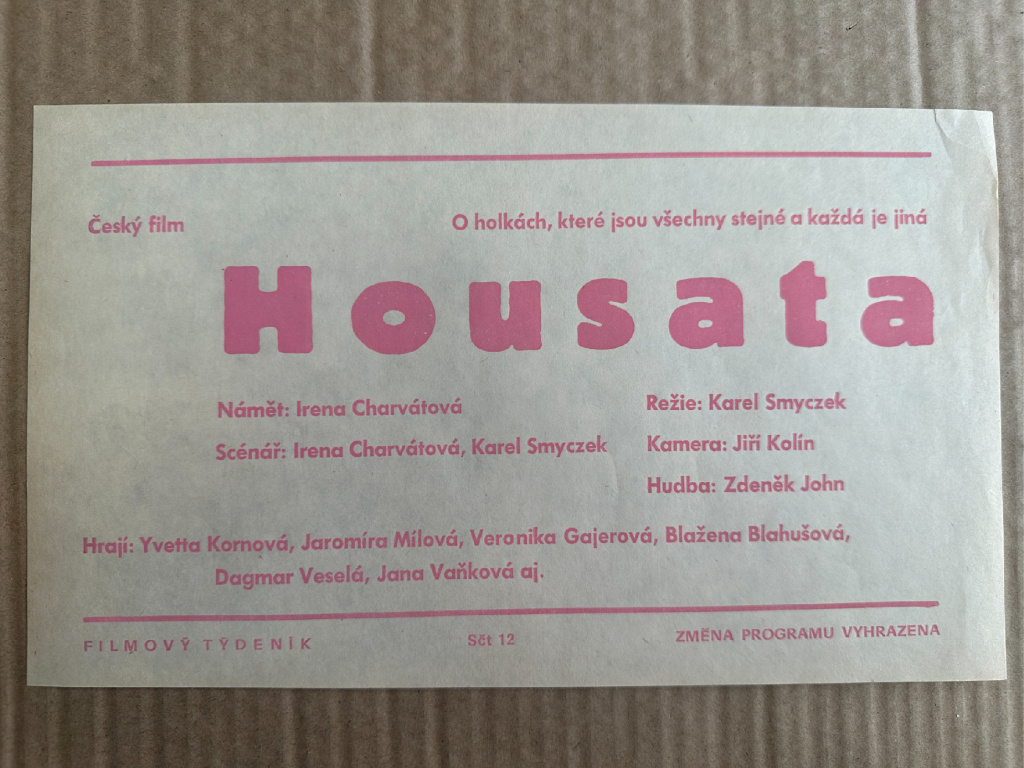 Český film
O holkách, které jsou všechny stejné a každá je jiná
Housata
Námět: Irena Charvátová
Scénář: Irena Charvátová, Karel Smyczek
Režie: Karel Smyczek
Kamera: Jiří Kolín
Hudba: Zdeněk John
Hrají: Yvetta Kornová, Jaromíra Mílová, Veronika Gajerová, Blažena Blahušová,
Dagmar Veselá, Jana Vaňková aj.
FILMOVÝ TÝDENÍK
Sčt 12
ZMĚNA PROGRAMU VYHRAZENA